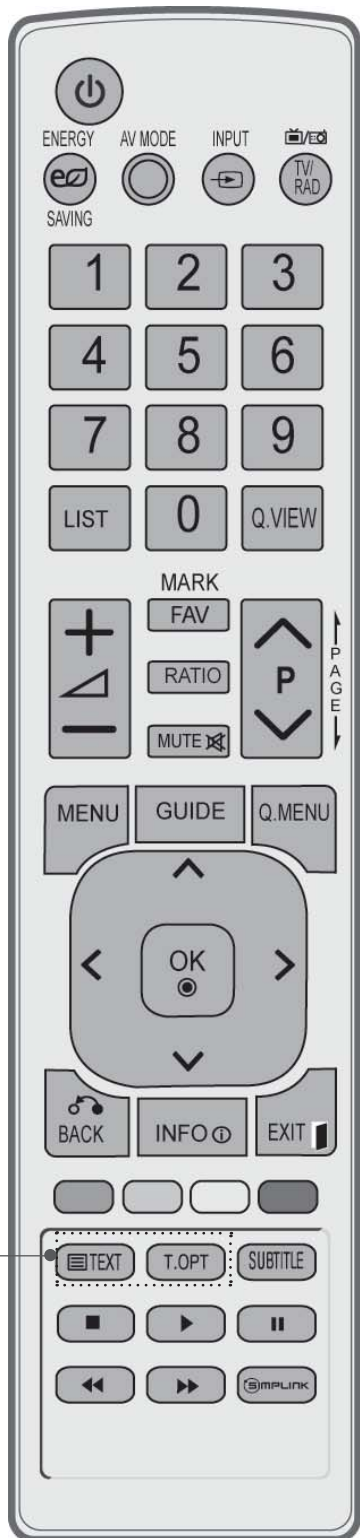 ENERGY AV MODE INPUT
SAVING
TV/
RAD
1 2 3
4 5 6
7 8 9
LIST 0 Q.VIEW
MARK
FAV
RATIO
MUTE
P
PAGE
MENU GUIDE Q.MENU
OK
BACK INFO EXIT
TEXT T.OPT SUBTITLE
SIMPLINK